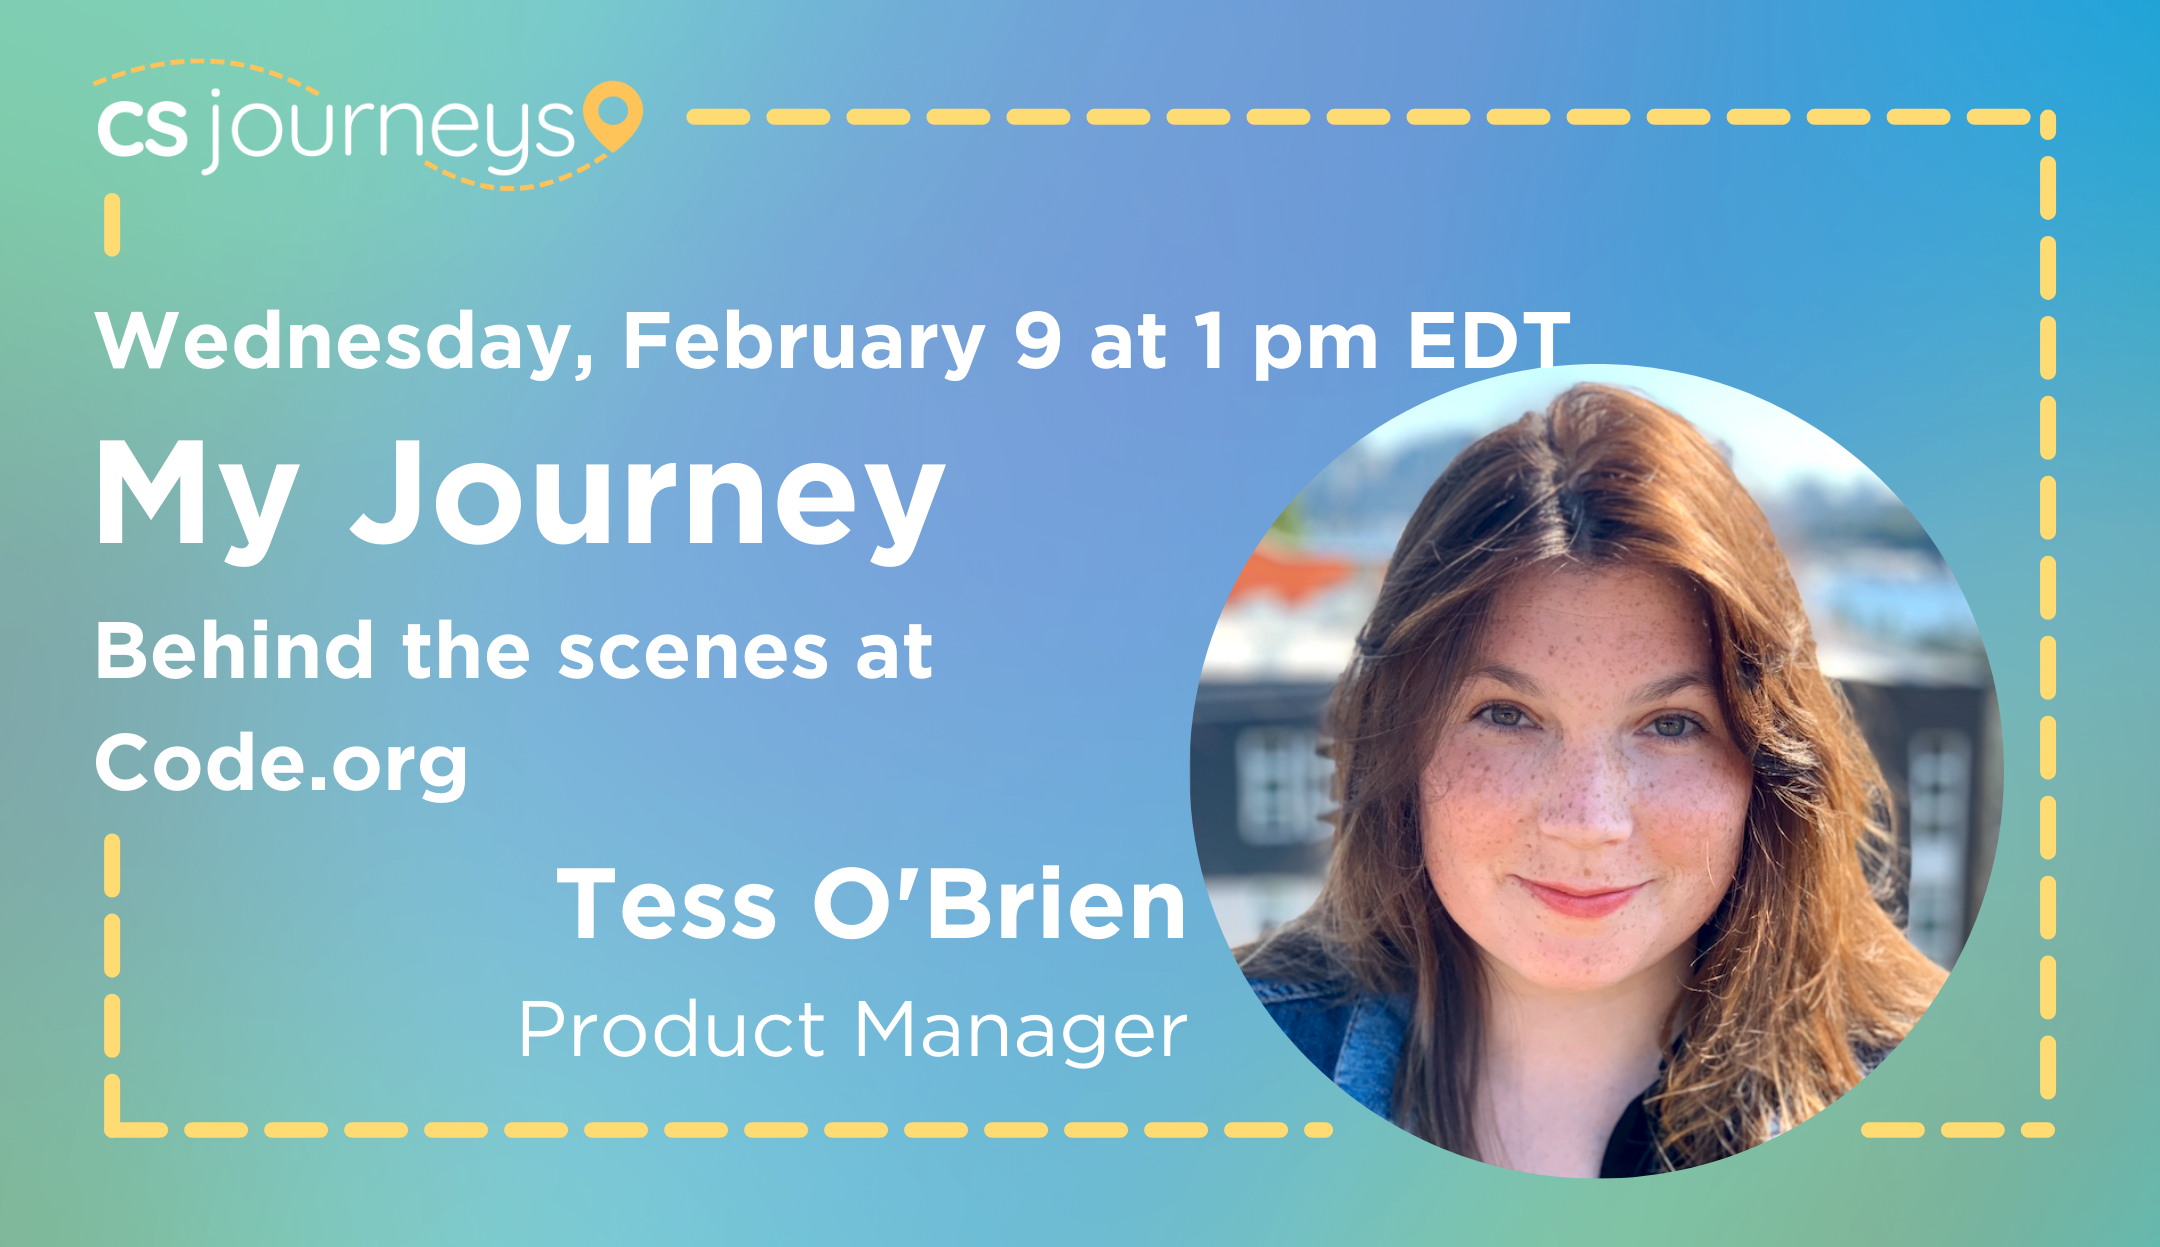 cs journeys
Wednesday, February 9 at 1 pm EDT
My Journey
Behind the scenes at
Code.org
Tess O'Brien
Product Manager